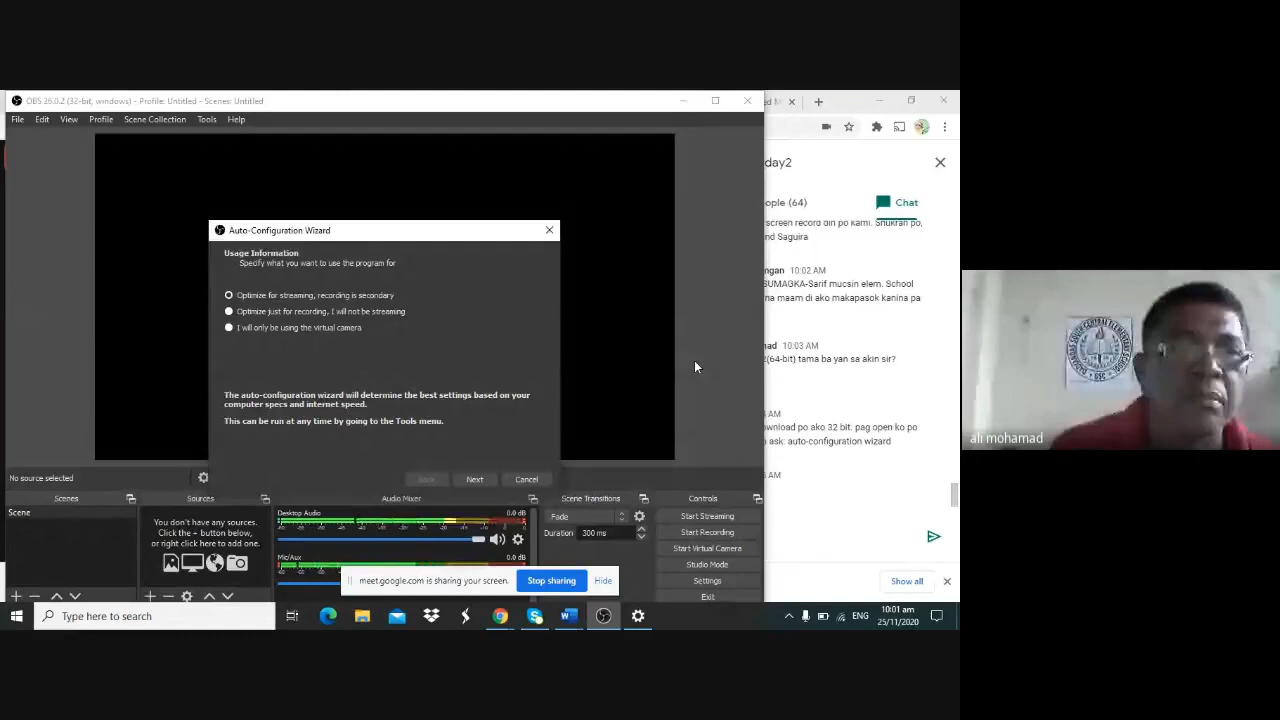 OBS 26.0.2 (32-bit, windows) - Profile: Untitled - Scenes: Untitled
File Edit View Profile Scene Collection Tools Help
Auto-Configuration Wizard
Usage Information
Specify what you want to use the program for
Optimize for streaming, recording is secondary
Optimize just for recording, I will not be streaming
I will only be using the virtual camera
The auto-configuration wizard will determine the best settings based on your
computer specs and internet speed.
This can be run at any time by going to the Tools menu.
Next Cancel
No source selected
Scenes Sources Audio Mixer Scene Transitions Controls
Scene
You don't have any sources.
Click the + button below,
or right click here to add one.
Desktop Audio 0.0 dB
Mic/Aux 0.0 dB
Fade
Duration 300 ms
Start Streaming
Start Recording
Start Virtual Camera
Studio Mode
Settings
Exit
meet.google.com is sharing your screen. Stop sharing Hide
ed M
day2
ople (64) Chat
screen record din po kami. Shukran po,
nd Saguira
ngan 10:02 AM
SUMAGKA-Sarif mucsin elem. School
na maam di ako makapasok kanina pa
ad 10:03 AM
2(64-bit) tama ba yan sa akin sir?
AM
ownload po ako 32 bit. pag open ko po
n ask: auto-configuration wizard
AM
Show all
Type here to search
ENG
10:01 am
25/11/2020
ali mohamad